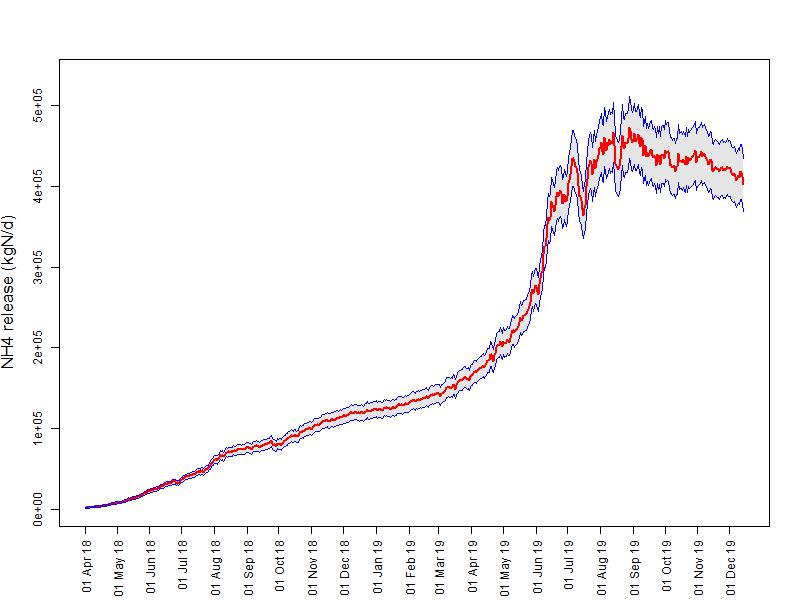 NH4 release (kgN/d)
5e+05
4e+05
3e+05
2e+05
1e+05
0e+00
01 Apr 18
01 May 18
01 Jun 18
01 Jul 18
01 Aug 18
01 Sep 18
01 Oct 18
01 Nov 18
01 Dec 18
01 Jan 19
01 Feb 19
01 Mar 19
01 Apr 19
01 May 19
01 Jun 19
01 Jul 19
01 Aug 19
01 Sep 19
01 Oct 19
01 Nov 19
01 Dec 19